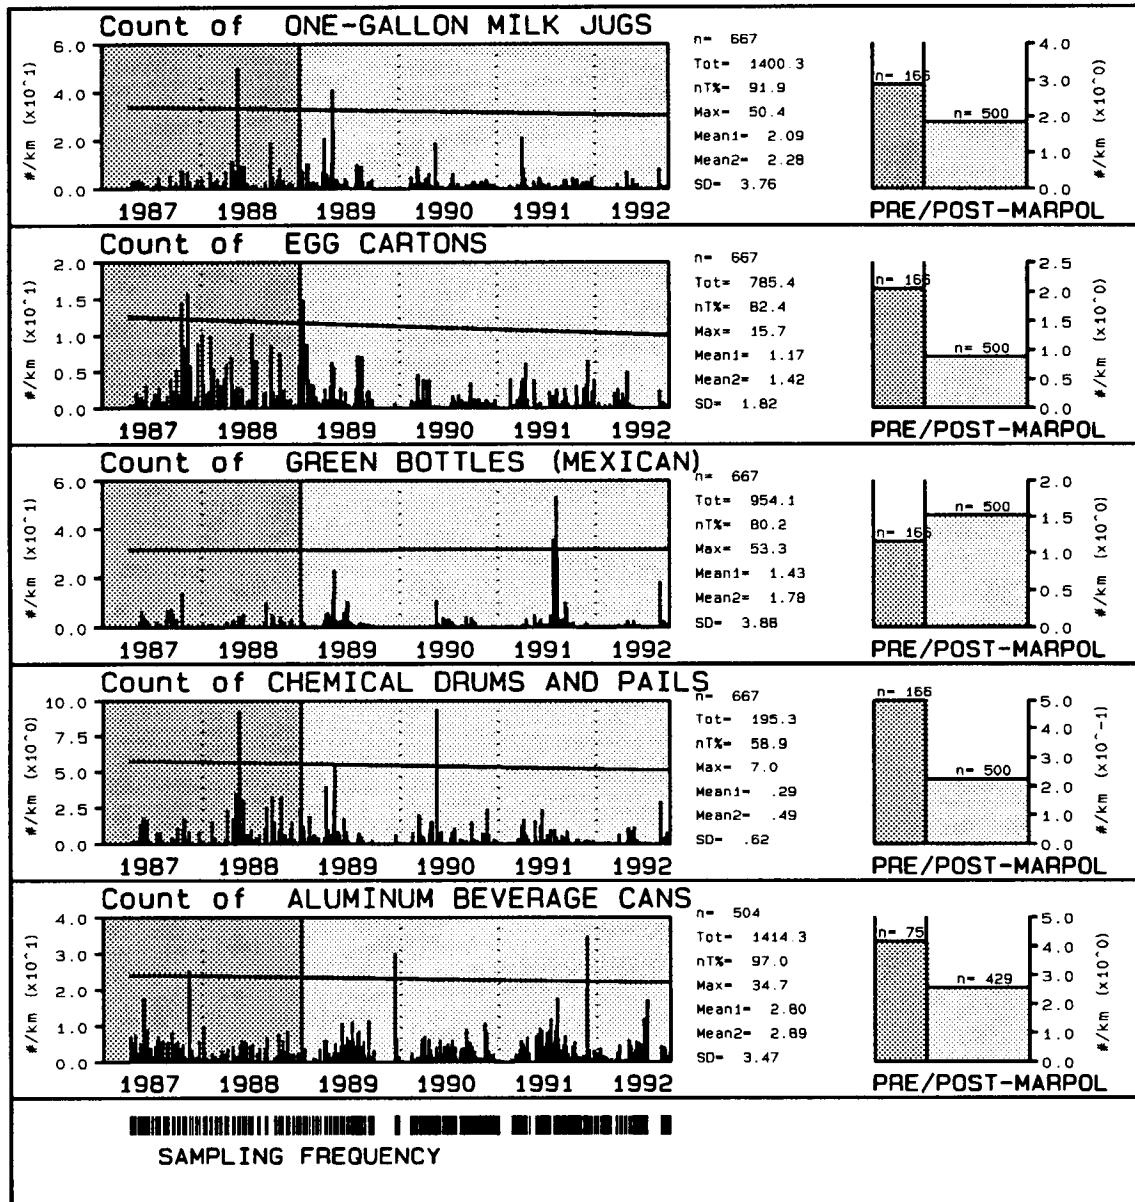 Count of ONE-GALLON MILK JUGS
6.0
4.0
2.0
0.0
#/km (x10^1)
1987 1988 1989 1990 1991 1992
n= 667
Tot= 1400.3
nT%= 91.9
Max= 50.4
Mean1= 2.09
Mean2= 2.28
SD= 3.76
n= 166
n= 500
4.0
3.0
2.0
1.0
0.0
#/km (x10^0)
PRE/POST-MARPOL
Count of EGG CARTONS
2.0
1.5
1.0
0.5
0.0
#/km (x10^1)
1987 1988 1989 1990 1991 1992
n= 667
Tot= 785.4
nT%= 82.4
Max= 15.7
Mean1= 1.17
Mean2= 1.42
SD= 1.82
n= 166
n= 500
2.5
2.0
1.5
1.0
0.5
0.0
#/km (x10^0)
PRE/POST-MARPOL
Count of GREEN BOTTLES (MEXICAN)
6.0
4.0
2.0
0.0
#/km (x10^1)
1987 1988 1989 1990 1991 1992
n= 667
Tot= 954.1
nT%= 80.2
Max= 53.3
Mean1= 1.43
Mean2= 1.78
SD= 3.88
n= 166
n= 500
2.0
1.5
1.0
0.5
0.0
#/km (x10^0)
PRE/POST-MARPOL
Count of CHEMICAL DRUMS AND PAILS
10.0
7.5
5.0
2.5
0.0
#/km (x10^0)
1987 1988 1989 1990 1991 1992
n= 667
Tot= 195.3
nT%= 58.9
Max= 7.0
Mean1= .29
Mean2= .49
SD= .62
n= 166
n= 500
5.0
4.0
3.0
2.0
1.0
0.0
#/km (x10^-1)
PRE/POST-MARPOL
Count of ALUMINUM BEVERAGE CANS
4.0
3.0
2.0
1.0
0.0
#/km (x10^1)
1987 1988 1989 1990 1991 1992
n= 504
Tot= 1414.3
nT%= 97.0
Max= 34.7
Mean1= 2.80
Mean2= 2.89
SD= 3.47
n= 75
n= 429
5.0
4.0
3.0
2.0
1.0
0.0
#/km (x10^0)
PRE/POST-MARPOL
SAMPLING FREQUENCY